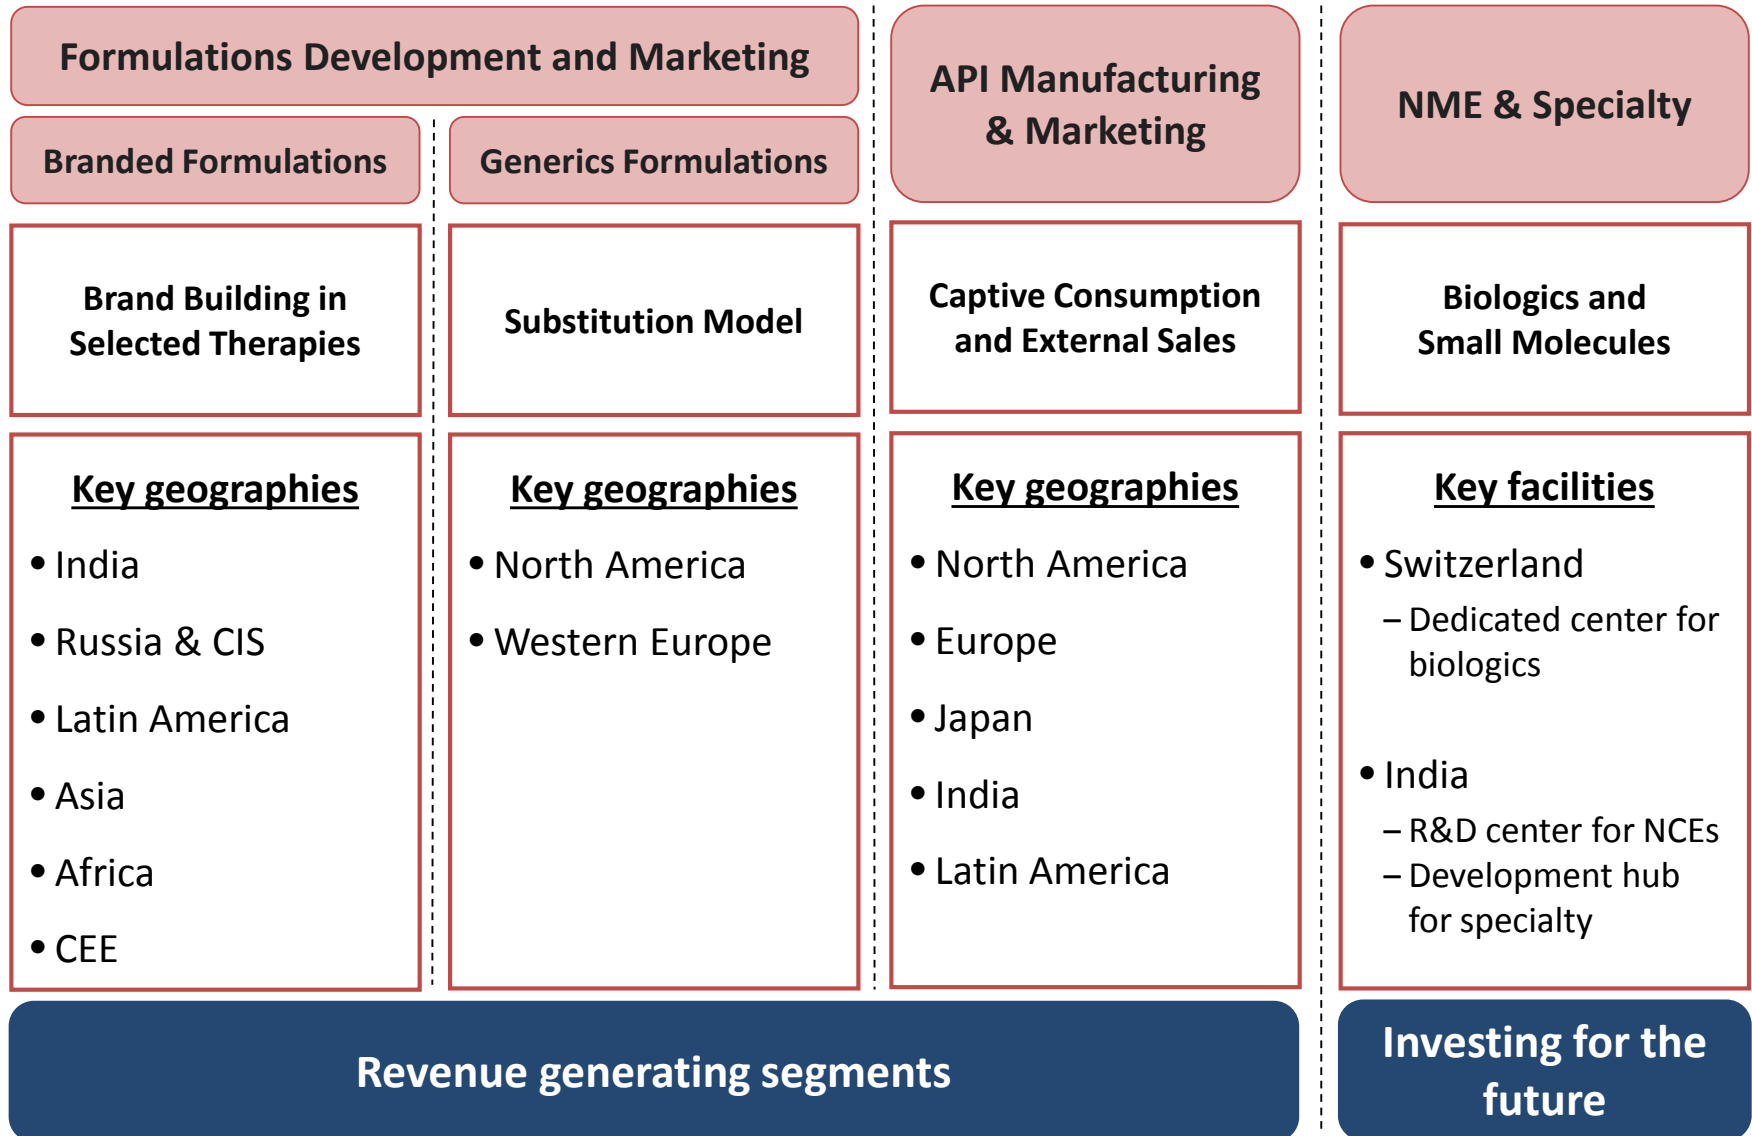 Formulations Development and Marketing
Branded Formulations
Generics Formulations
API Manufacturing
& Marketing
NME & Specialty
Brand Building in
Selected Therapies
Substitution Model
Captive Consumption
and External Sales
Biologics and
Small Molecules
Key geographies
• India
• Russia & CIS
• Latin America
• Asia
• Africa
• CEE
Key geographies
• North America
• Western Europe
Key geographies
• North America
• Europe
• Japan
• India
• Latin America
Key facilities
• Switzerland
– Dedicated center for
biologics
• India
– R&D center for NCEs
– Development hub
for specialty
Revenue generating segments
Investing for the
future